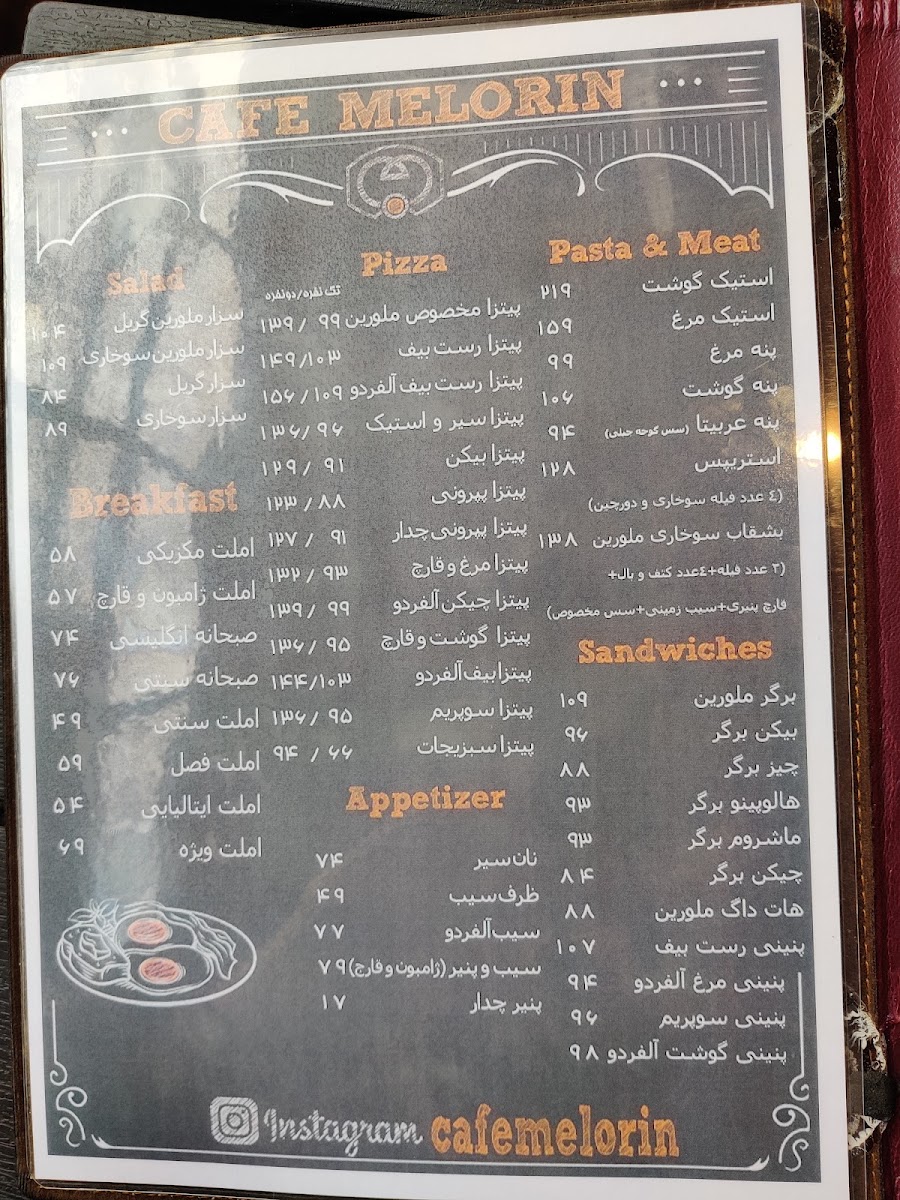 CAFE MELORIN
Salad
سزار ملورین گریل ۱۰۴
سزار ملورین سوخاری ۱۰۹
سزار گریل ۸۴
سزار سوخاری ۸۹
Breakfast
املت مکزیکی ۵۸
املت ژامبون و قارچ ۵۷
صبحانه انگلیسی ۷۴
صبحانه سنتی ۷۶
املت سنتی ۴۹
املت فصل ۵۹
املت ایتالیایی ۵۴
املت ویژه ۶۹
Pizza
تک نفره/دونفره
پیتزا مخصوص ملورین ۹۹ / ۱۳۹
پیتزا رست بیف ۱۰۳/۱۴۹
پیتزا رست بیف آلفردو ۱۰۹/ ۱۵۶
پیتزا سیر و استیک ۹۶ / ۱۳۶
پیتزا بیکن ۹۱ / ۱۲۹
پیتزا پپرونی ۸۸ / ۱۲۳
پیتزا پپرونی چدار ۹۱ / ۱۲۷
پیتزا مرغ و قارچ ۹۳ / ۱۳۲
پیتزا چیکن آلفردو ۹۹ / ۱۳۹
پیتزا گوشت و قارچ ۹۵ / ۱۳۶
پیتزا بیف آلفردو ۱۰۳/۱۴۴
پیتزا سوپریم ۹۵ / ۱۳۶
پیتزا سبزیجات ۶۶ / ۹۴
Appetizer
نان سیر ۷۴
ظرف سیب ۴۹
سیب آلفردو ۷۷
سیب و پنیر (ژامبون و قارچ) ۷۹
پنیر چدار ۱۷
Pasta & Meat
استیک گوشت ۲۱۹
استیک مرغ ۱۵۹
پنه مرغ ۹۹
پنه گوشت ۱۰۶
پنه عربیتا (سس گوجه حبلی) ۹۴
استریپس ۱۲۸
(٤ عدد فیله سوخاری و دورچین)
بشقاب سوخاری ملورین ۱۳۸
(۲ عدد فیله+٤عدد کتف و بال+
قارچ پنیری+سیب زمینی+سس مخصوص)
Sandwiches
برگر ملورین ۱۰۹
بیکن برگر ۹۶
چیز برگر ۸۸
هالوپینو برگر ۹۳
ماشروم برگر ۹۳
چیکن برگر ۸۴
هات داگ ملورین ۸۸
پنینی رست بیف ۱۰۷
پنینی مرغ آلفردو ۹۴
پنینی سوپریم ۹۶
پنینی گوشت آلفردو ۹۸
Instagram cafemelorin